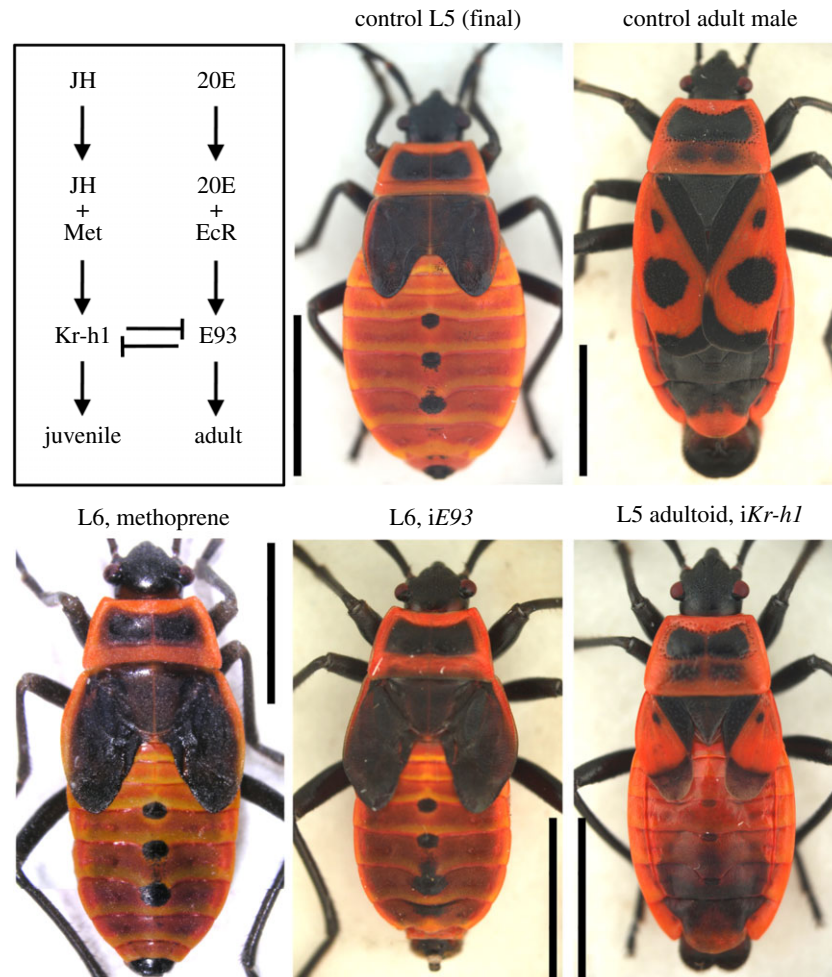 control L5 (final)
control adult male
JH 20E
JH 20E
+ +
Met EcR
Kr-h1 E93
juvenile adult
L6, methoprene
L6, iE93
L5 adultoid, iKr-h1